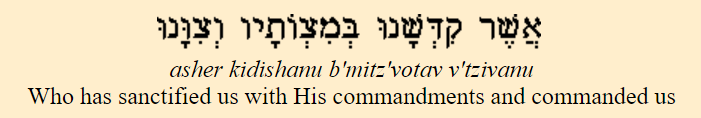 אֲשֶׁר קִדְּשָׁנוּ בְּמִצְוֹתָיו וְצִוָּנוּ
asher kidishanu b'mitz'votav v'tzivanu
Who has sanctified us with His commandments and commanded us